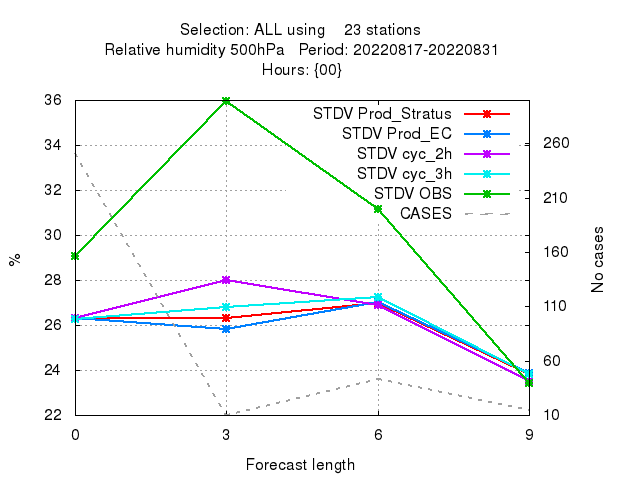 Selection: ALL using    23 stations
Relative humidity 500hPa   Period: 20220817-20220831
Hours: {00}
STDV Prod_Stratus
STDV Prod_EC
STDV cyc_2h
STDV cyc_3h
STDV OBS
CASES
36
34
32
30
28
26
24
22
%
260
210
160
110
60
10
No cases
0
3
6
9
Forecast length